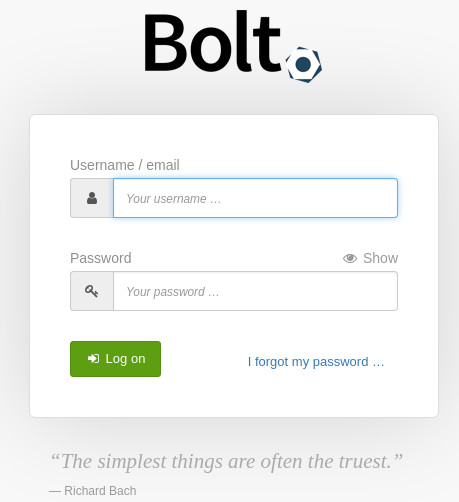 Bolt
Username / email
Your username …
Password Show
Your password …
Log on I forgot my password …
“The simplest things are often the truest.”
— Richard Bach